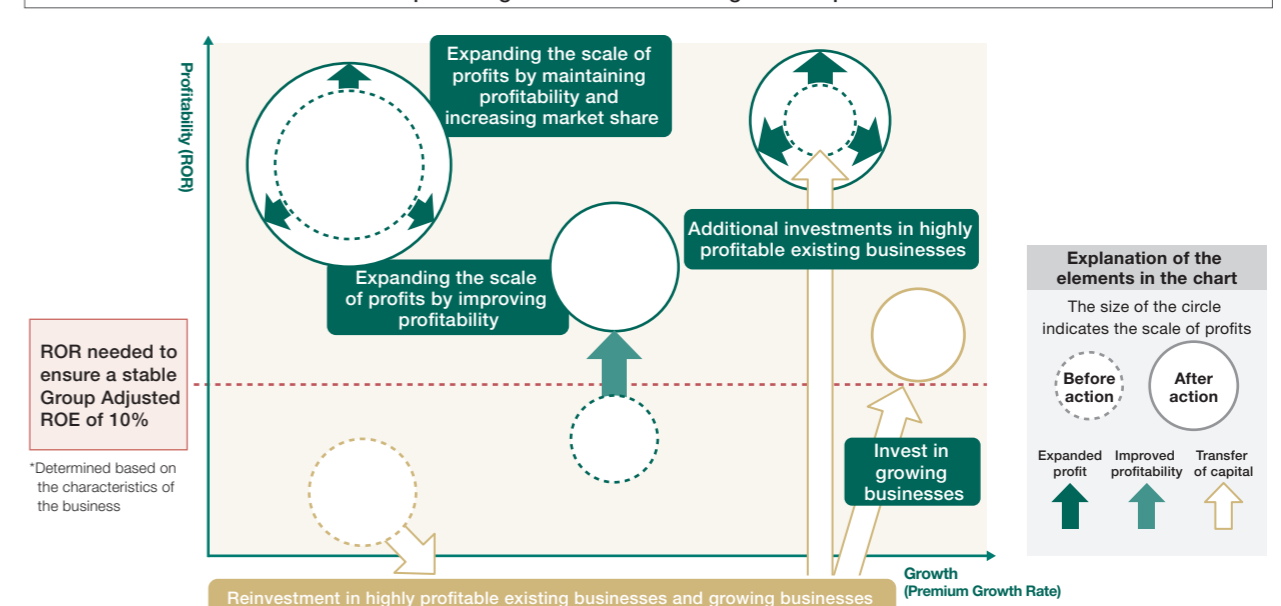 Profitability (ROR)
Expanding the scale of
profits by maintaining
profitability and
increasing market share
Additional investments in highly
profitable existing businesses
Expanding the scale
of profits by improving
profitability
ROR needed to
ensure a stable
Group Adjusted
ROE of 10%
*Determined based on
the characteristics of
the business
Invest in
growing
businesses
Growth
(Premium Growth Rate)
Reinvestment in highly profitable existing businesses and growing businesses
Explanation of the
elements in the chart
The size of the circle
indicates the scale of profits
Before
action
After
action
Expanded
profit
Improved
profitability
Transfer
of capital